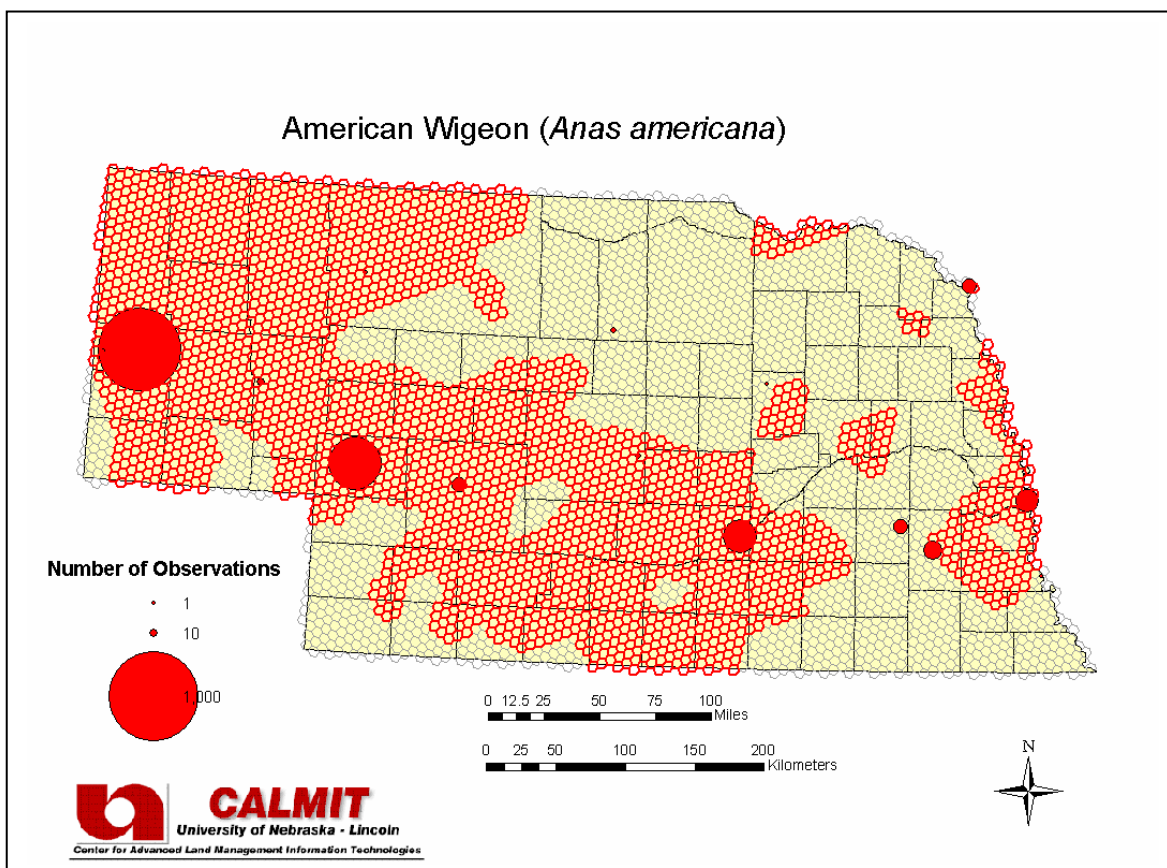 American Wigeon (Anas americana)
Number of Observations
1
10
1,000
0 12.5 25 50 75 100
Miles
0 25 50 100 150 200
Kilometers
N
CALMIT
University of Nebraska - Lincoln
Center for Advanced Land Management Information Technologies